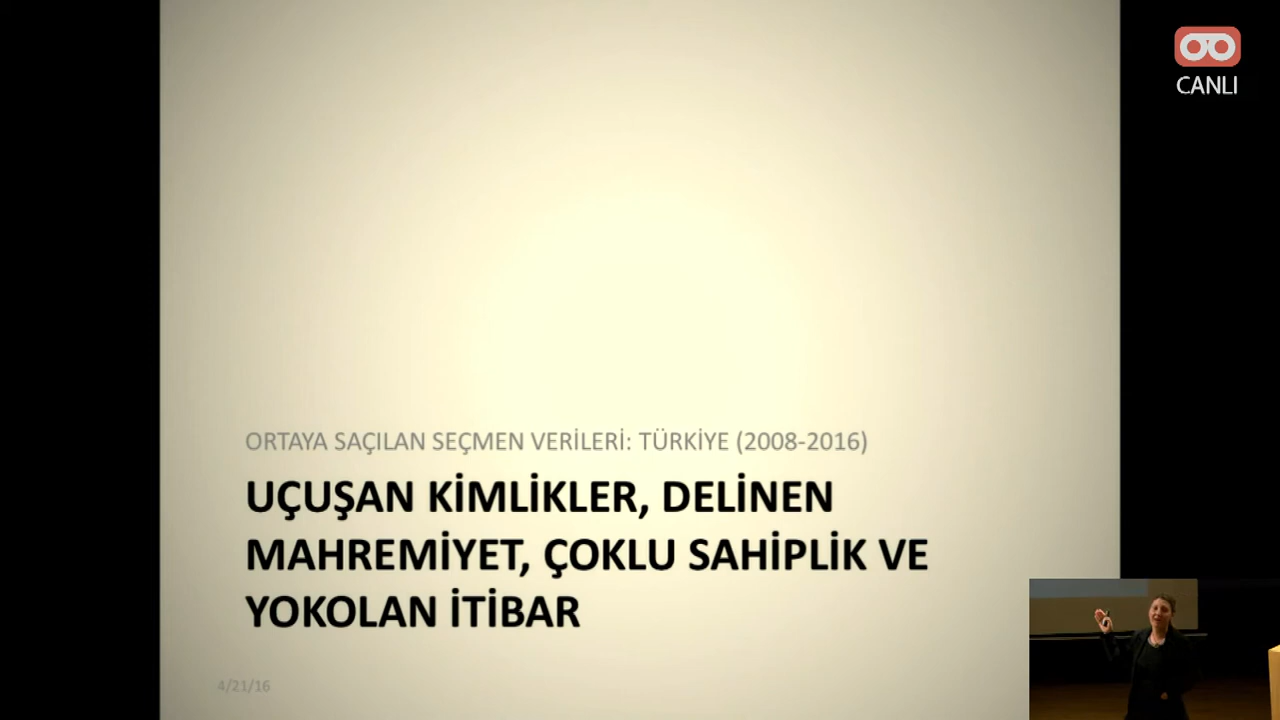 CANLI
ORTAYA SAÇILAN SEÇMEN VERİLERİ: TÜRKİYE (2008-2016)
UÇUŞAN KİMLİKLER, DELİNEN
MAHREMİYET, ÇOKLU SAHİPLİK VE
YOKOLAN İTİBAR
4/21/16